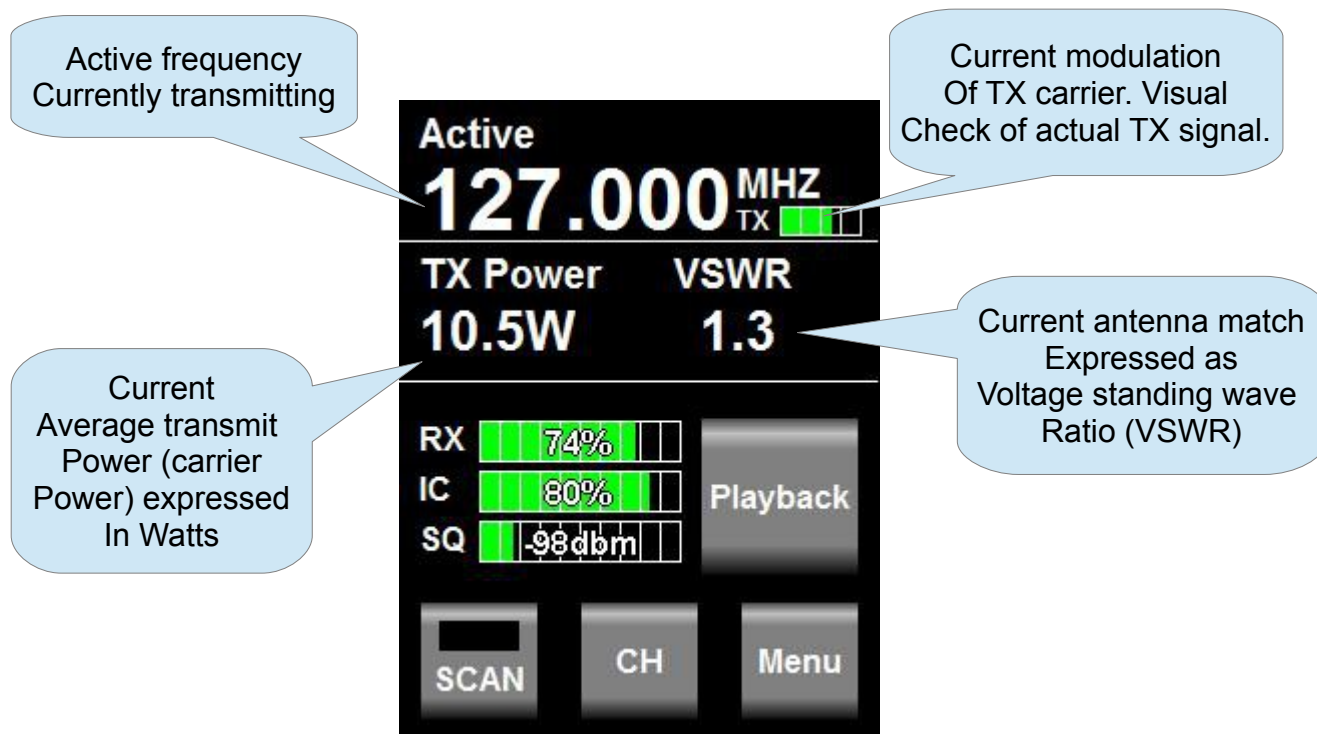 Active frequency
Currently transmitting
Current modulation
Of TX carrier. Visual
Check of actual TX signal.
Active
127.000 MHZ
TX
TX Power VSWR
10.5W 1.3
Current antenna match
Expressed as
Voltage standing wave
Ratio (VSWR)
Current
Average transmit
Power (carrier
Power) expressed
In Watts
RX 74%
IC 80%
SQ -98dbm
Playback
SCAN
CH
Menu